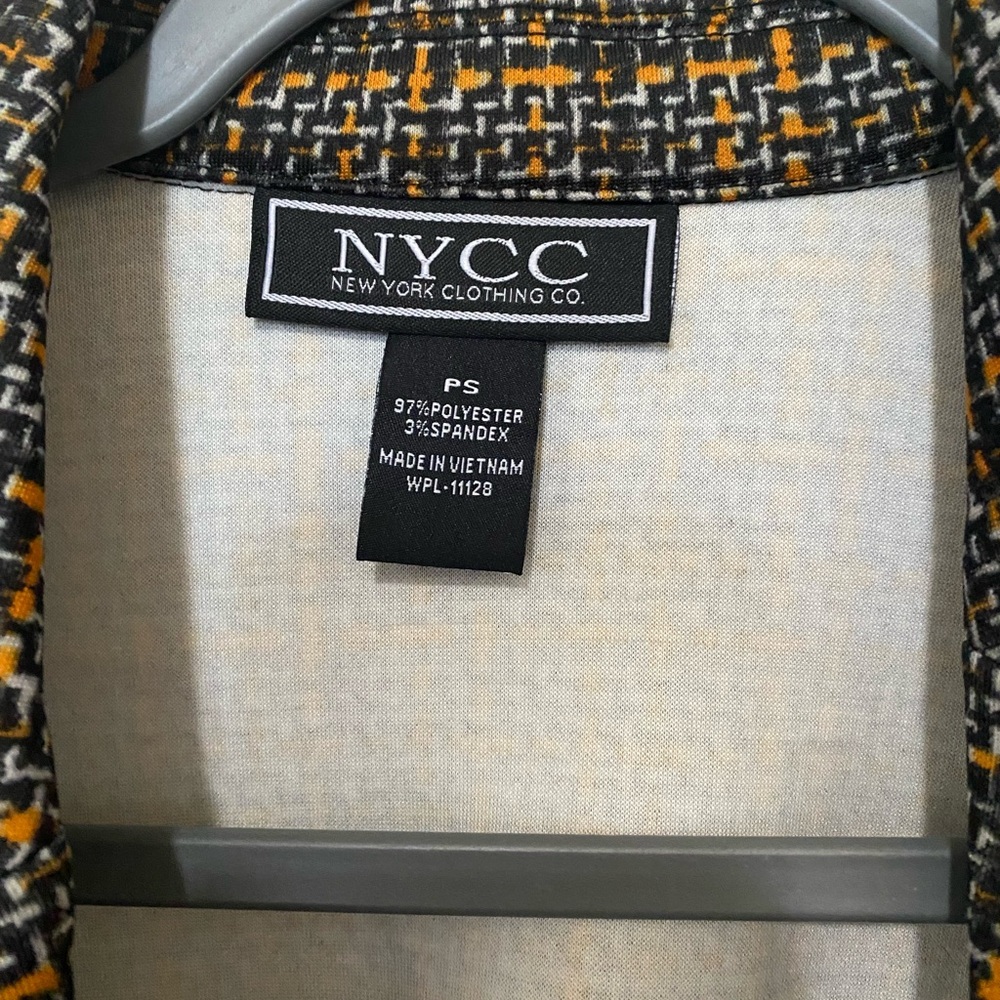 NYCC
NEW YORK CLOTHING CO.
PS
97%POLYESTER
3%SPANDEX
MADE IN VIETNAM
WPL-11128